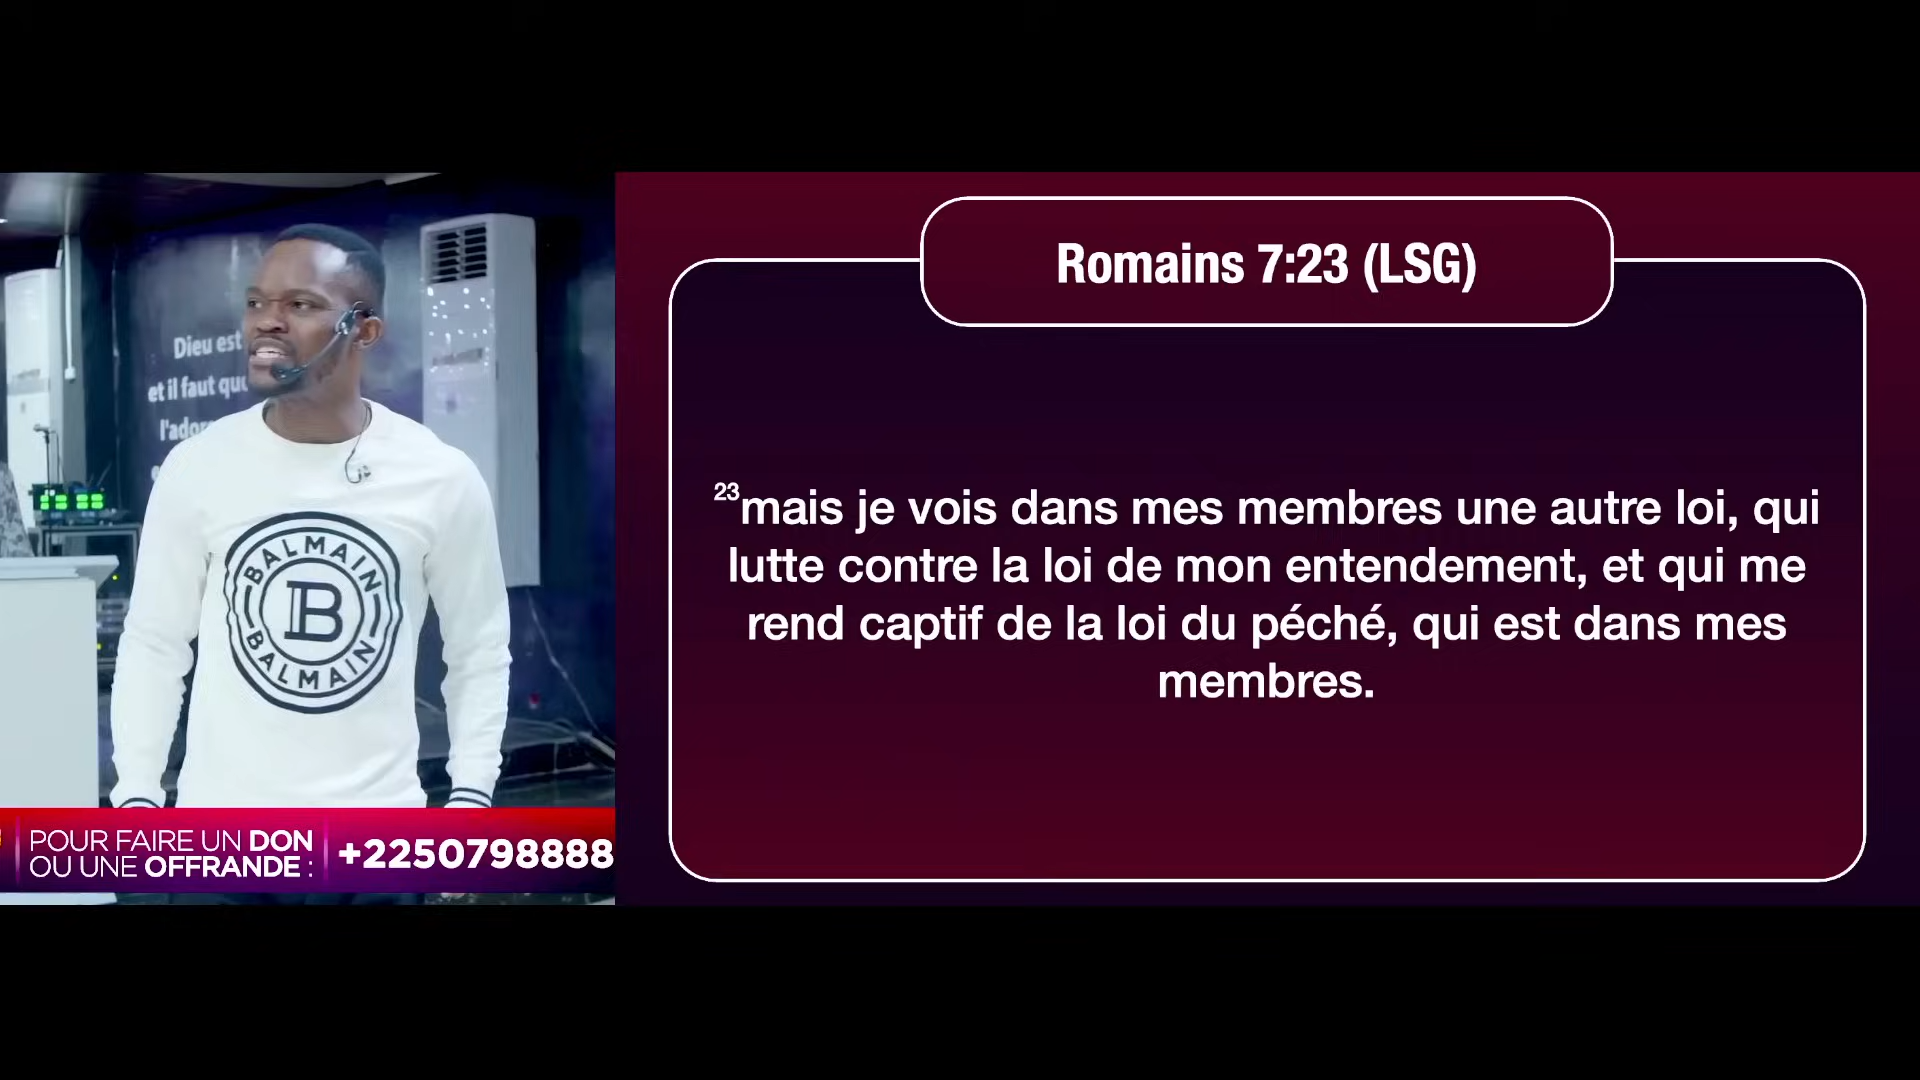 Dieu est
et il faut que
l'ador
BALMAIN
B
BALMAIN
POUR FAIRE UN DON
OU UNE OFFRANDE :
+2250798888
Romains 7:23 (LSG)
23mais je vois dans mes membres une autre loi, qui
lutte contre la loi de mon entendement, et qui me
rend captif de la loi du péché, qui est dans mes
membres.